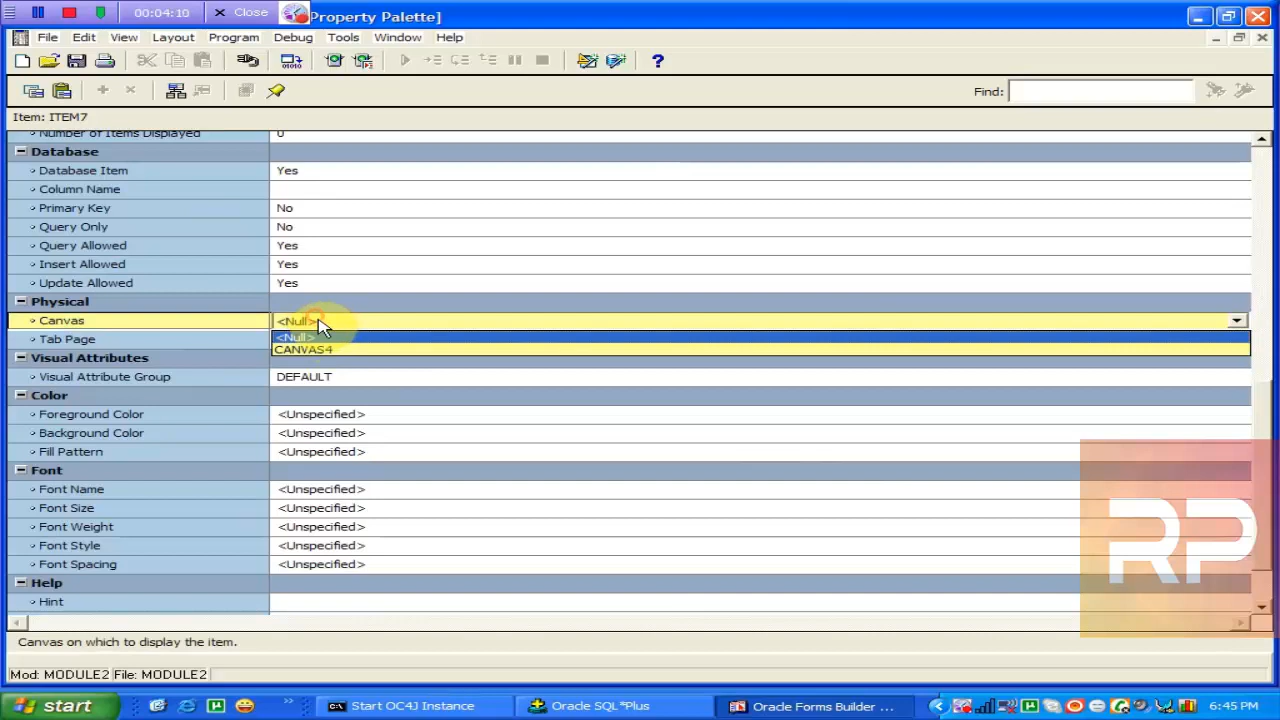 00:04:10 Close Property Palette]
File Edit View Layout Program Debug Tools Window Help
Find:
Item: ITEM7
Number of Items Displayed 0
Database
Database Item Yes
Column Name
Primary Key No
Query Only No
Query Allowed Yes
Insert Allowed Yes
Update Allowed Yes
Physical
Canvas <Null>
<Null>
Tab Page
CANVAS4
Visual Attributes
Visual Attribute Group DEFAULT
Color
Foreground Color <Unspecified>
Background Color <Unspecified>
Fill Pattern <Unspecified>
Font
Font Name <Unspecified>
Font Size <Unspecified>
Font Weight <Unspecified>
Font Style <Unspecified>
Font Spacing <Unspecified>
Help
Hint
RP
Canvas on which to display the item.
Mod: MODULE2 File: MODULE2
start Start OC4J Instance Oracle SQL*Plus Oracle Forms Builder ... 6:45 PM